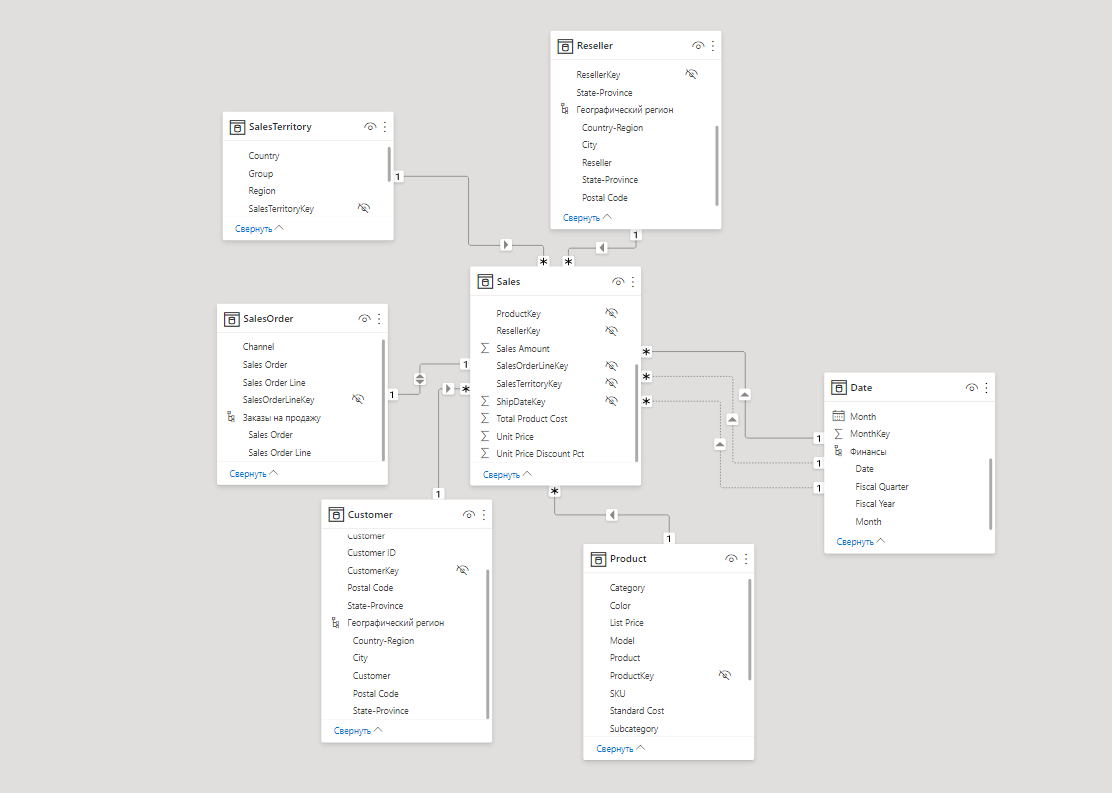 Reseller
ResellerKey
State-Province
Географический регион
Country-Region
City
Reseller
State-Province
Postal Code
Свернуть
1
*
SalesTerritory
Country
Group
Region
SalesTerritoryKey
Свернуть
1
*
Sales
ProductKey
ResellerKey
Sales Amount
SalesOrderLineKey
SalesTerritoryKey
ShipDateKey
Total Product Cost
Unit Price
Unit Price Discount Pct
Свернуть
1
*
*
*
*
*
SalesOrder
Channel
Sales Order
Sales Order Line
SalesOrderLineKey
Заказы на продажу
Sales Order
Sales Order Line
Свернуть
1
Date
Month
MonthKey
Финансы
Date
Fiscal Quarter
Fiscal Year
Month
Свернуть
1
1
1
Customer
Customer
Customer ID
CustomerKey
Postal Code
State-Province
Географический регион
Country-Region
City
Customer
Postal Code
State-Province
Свернуть
1
Product
Category
Color
List Price
Model
Product
ProductKey
SKU
Standard Cost
Subcategory
Свернуть
1